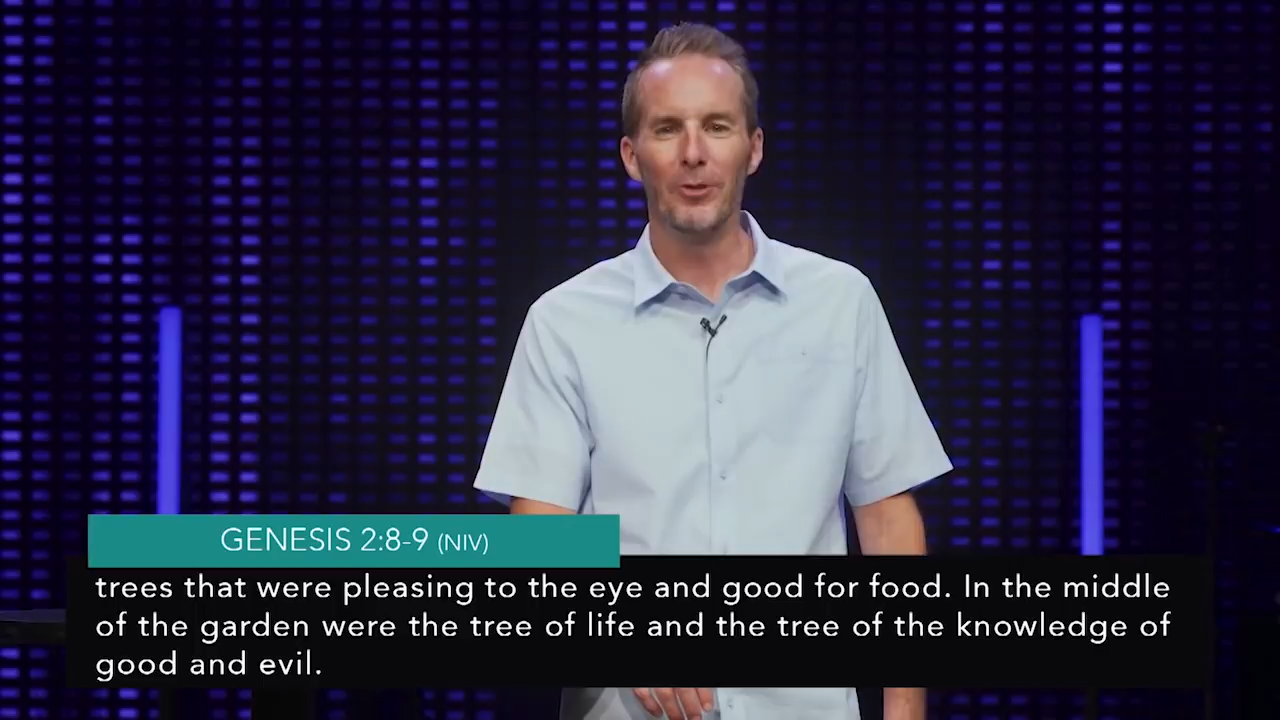 GENESIS 2:8-9 (NIV)
trees that were pleasing to the eye and good for food. In the middle
of the garden were the tree of life and the tree of the knowledge of
good and evil.